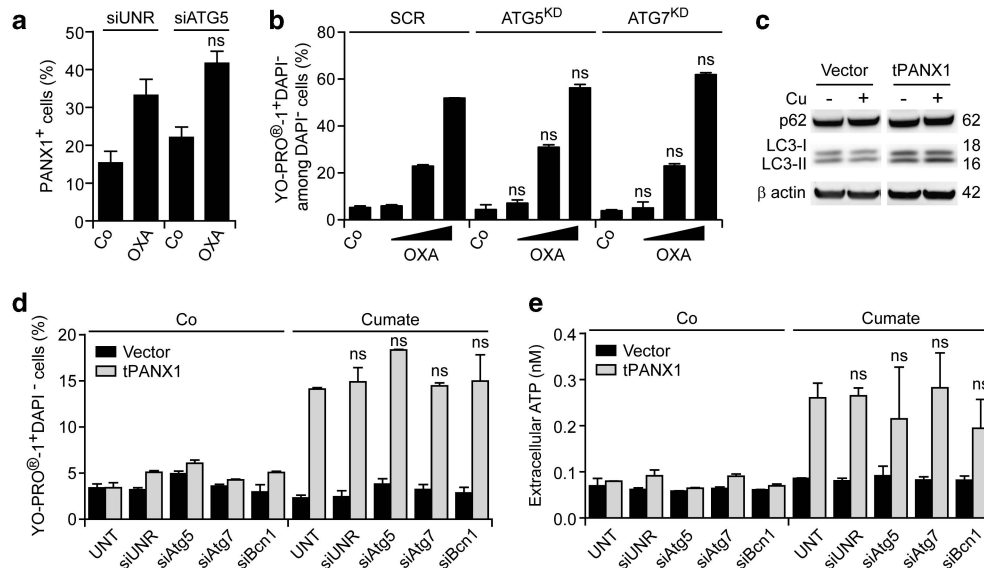 a
siUNR siATG5
PANX1+ cells (%)
50
40
30
20
10
0
ns
Co
OXA
Co
OXA
b
SCR ATG5KD ATG7KD
YO-PRO®-1+DAPI-
among DAPI- cells (%)
80
60
40
20
0
ns ns ns
ns ns ns
Co
OXA
Co
OXA
Co
OXA
c
Vector tPANX1
Cu - + - +
p62 62
LC3-I 18
LC3-II 16
β actin 42
d
Co Cumate
Vector
tPANX1
YO-PRO®-1+DAPI - cells (%)
20
15
10
5
0
ns ns ns ns
UNT
siUNR
siAtg5
siAtg7
siBcn1
UNT
siUNR
siAtg5
siAtg7
siBcn1
e
Co Cumate
Vector
tPANX1
Extracellular ATP (nM)
0.4
0.3
0.2
0.1
0.0
ns ns ns ns
UNT
siUNR
siAtg5
siAtg7
siBcn1
UNT
siUNR
siAtg5
siAtg7
siBcn1